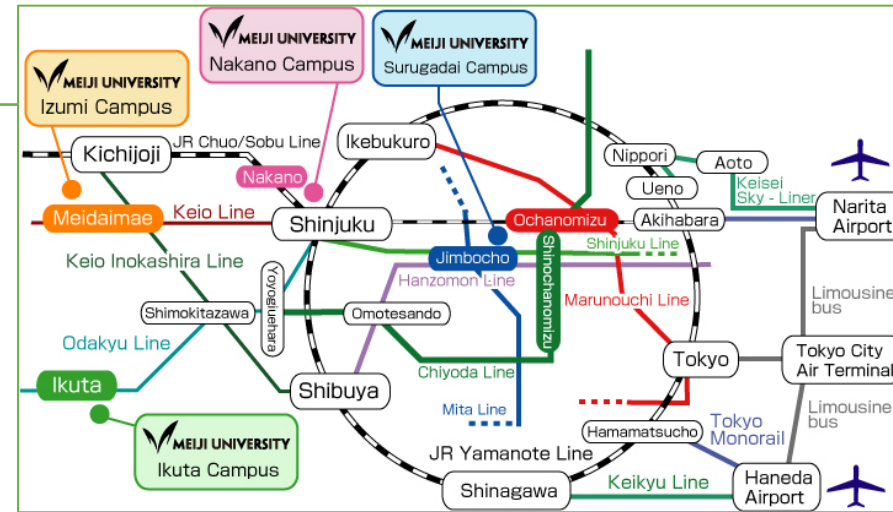 MEIJI UNIVERSITY
Izumi Campus
MEIJI UNIVERSITY
Nakano Campus
MEIJI UNIVERSITY
Surugadai Campus
JR Chuo/Sobu Line
Kichijoji
Ikebukuro
Nippori
Aoto
Nakano
Ueno
Keisei
Sky - Liner
Meidaimae
Keio Line
Shinjuku
Ochanomizu
Akihabara
Narita
Airport
Shinjuku Line
Keio Inokashira Line
Jimbocho
Hanzomon Line
Shinochanomizu
Yoyogiuehara
Marunouchi Line
Limousine
bus
Shimokitazawa
Omotesando
Odakyu Line
Tokyo
Tokyo City
Air Terminal
Chiyoda Line
Ikuta
Shibuya
Mita Line
Limousine
bus
Hamamatsucho
Tokyo
Monorail
MEIJI UNIVERSITY
Ikuta Campus
JR Yamanote Line
Shinagawa
Keikyu Line
Haneda
Airport